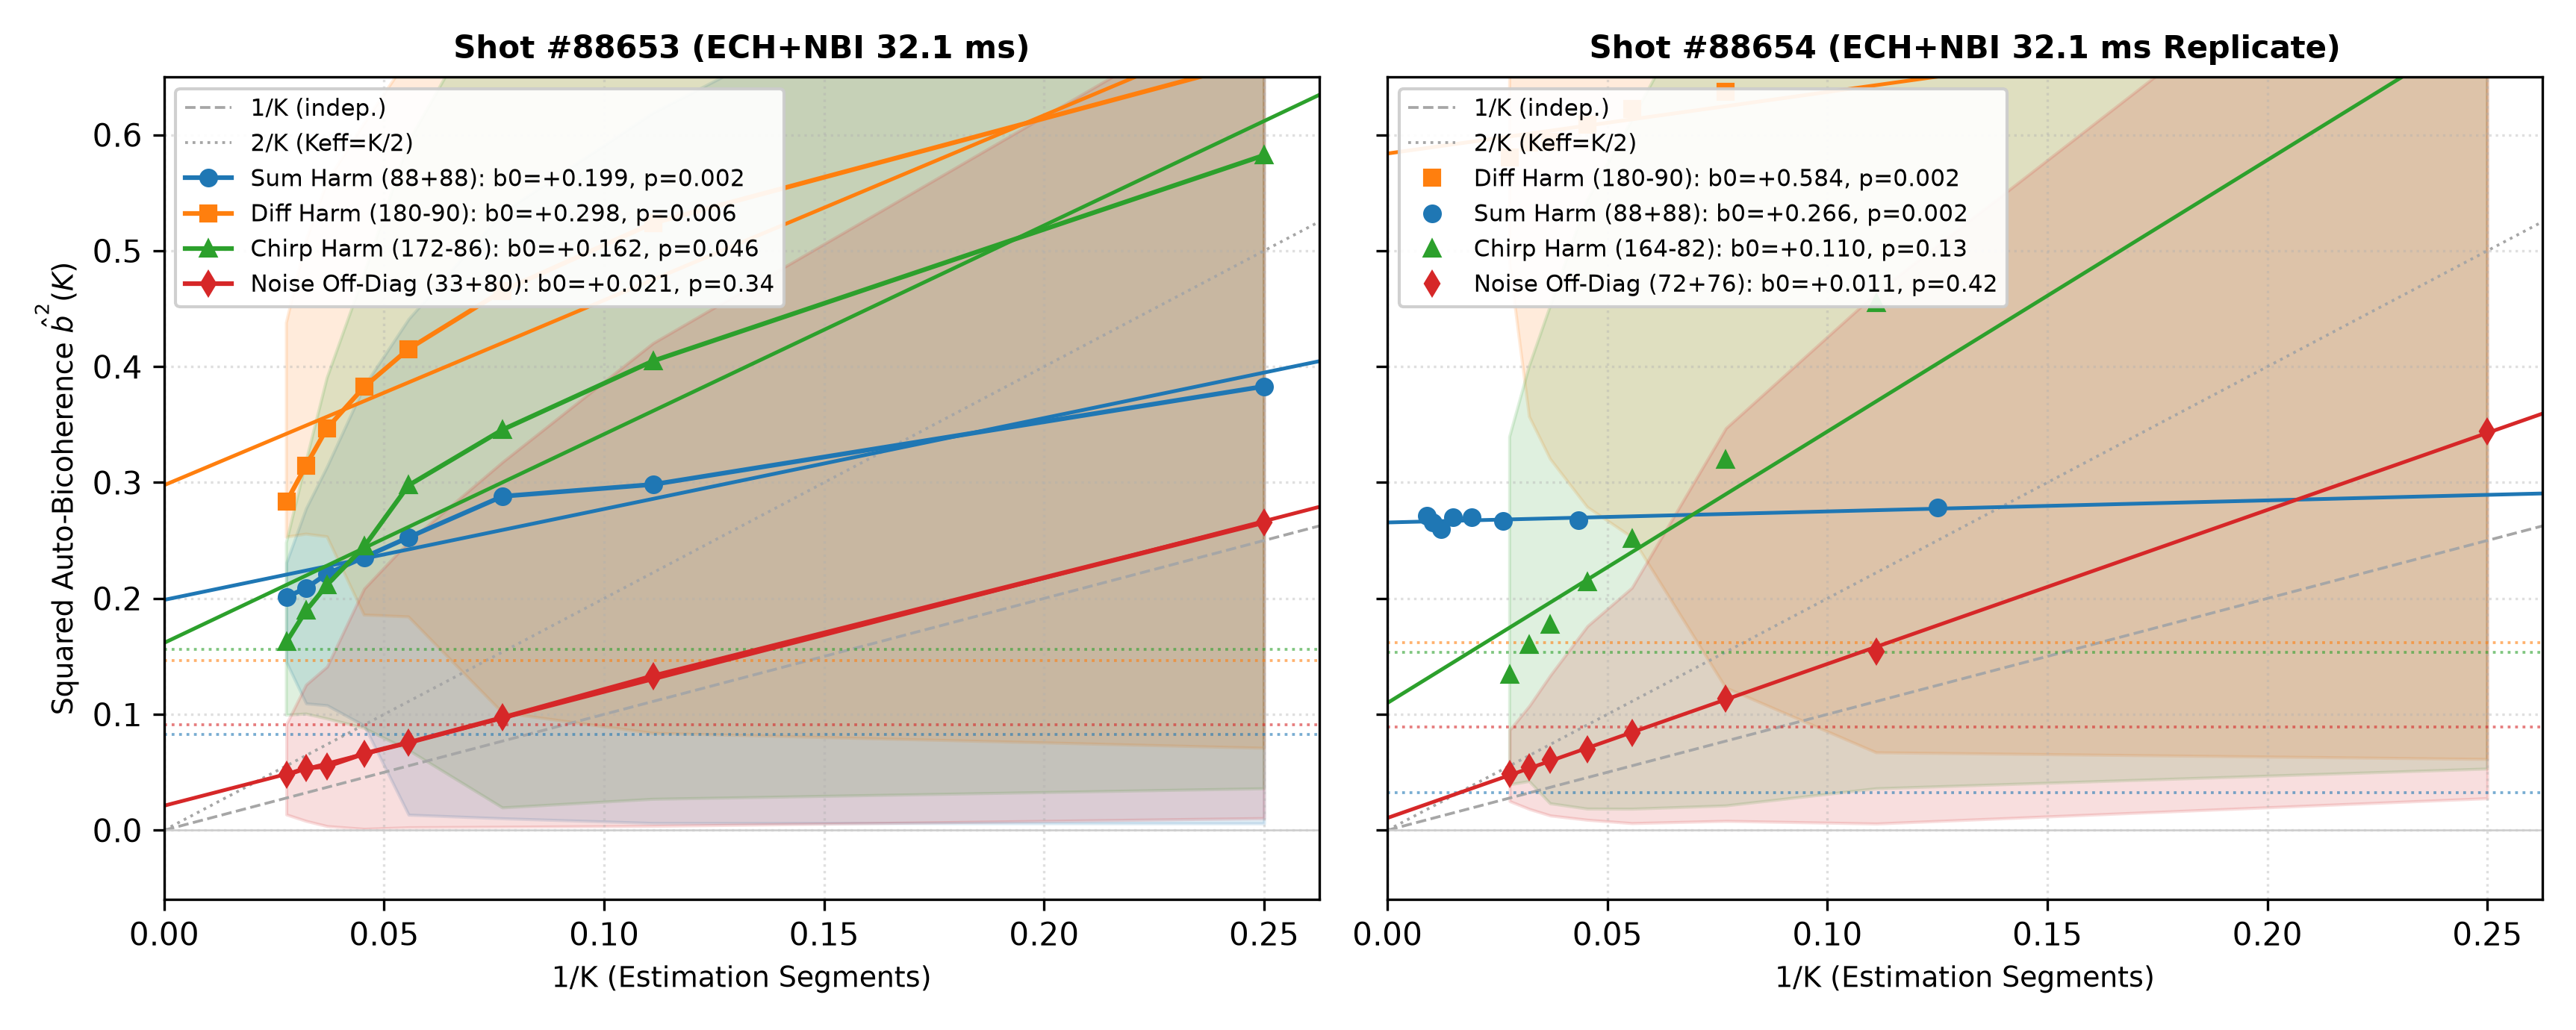 Shot #88653 (ECH+NBI 32.1 ms)
Squared Auto-Bicoherence b̂² (K)
0.6
0.5
0.4
0.3
0.2
0.1
0.0
1/K (indep.)
2/K (Keff=K/2)
Sum Harm (88+88): b0=+0.199, p=0.002
Diff Harm (180-90): b0=+0.298, p=0.006
Chirp Harm (172-86): b0=+0.162, p=0.046
Noise Off-Diag (33+80): b0=+0.021, p=0.34
0.00 0.05 0.10 0.15 0.20 0.25
1/K (Estimation Segments)
Shot #88654 (ECH+NBI 32.1 ms Replicate)
1/K (indep.)
2/K (Keff=K/2)
Diff Harm (180-90): b0=+0.584, p=0.002
Sum Harm (88+88): b0=+0.266, p=0.002
Chirp Harm (164-82): b0=+0.110, p=0.13
Noise Off-Diag (72+76): b0=+0.011, p=0.42
0.00 0.05 0.10 0.15 0.20 0.25
1/K (Estimation Segments)